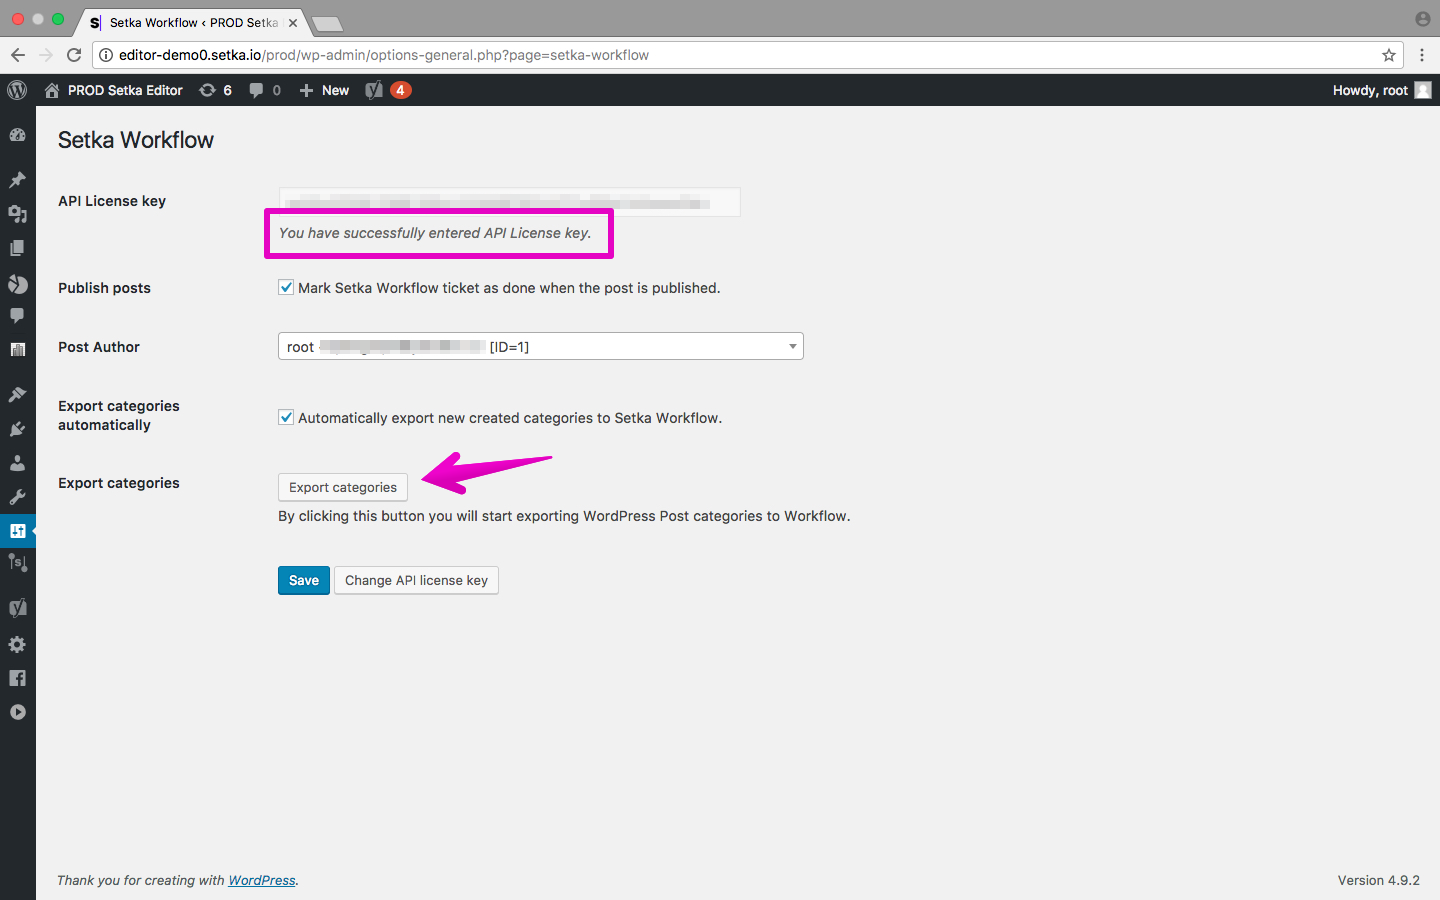 Setka Workflow ‹ PROD Setka
editor-demo0.setka.io/prod/wp-admin/options-general.php?page=setka-workflow
PROD Setka Editor 6 0 New 4 Howdy, root
Setka Workflow
API License key
You have successfully entered API License key.
Publish posts
Mark Setka Workflow ticket as done when the post is published.
Post Author
root [ID=1]
Export categories
automatically
Automatically export new created categories to Setka Workflow.
Export categories
Export categories
By clicking this button you will start exporting WordPress Post categories to Workflow.
Save Change API license key
Thank you for creating with WordPress.
Version 4.9.2